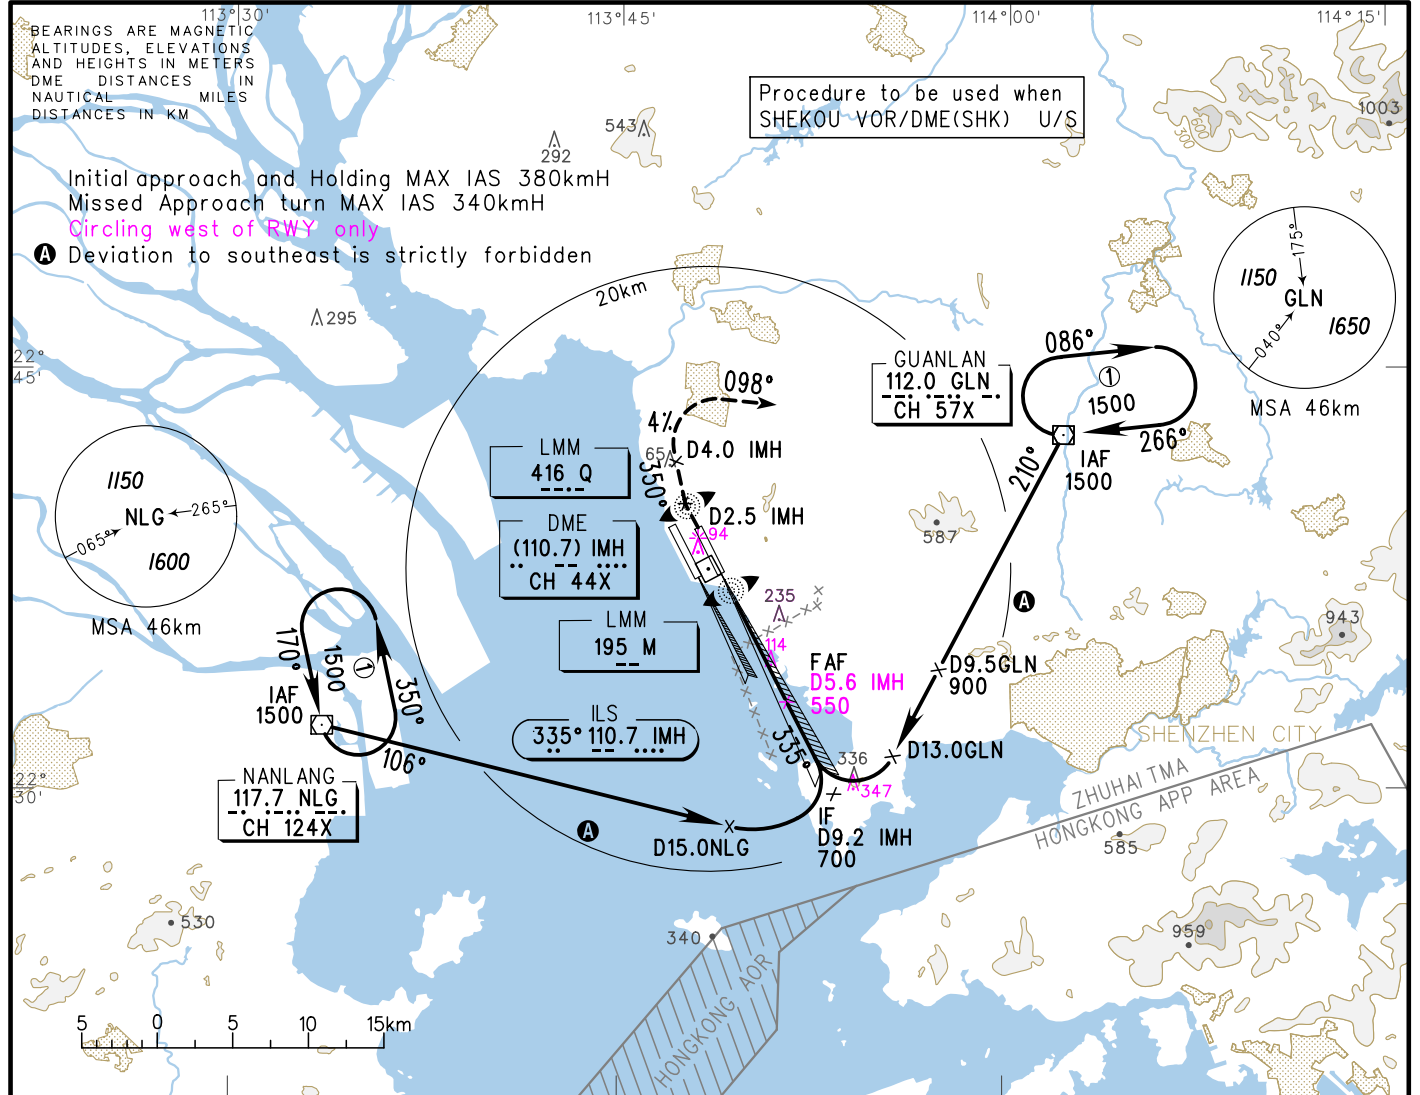 113°30'
113°45'
114°00'
114°15'
BEARINGS ARE MAGNETIC
ALTITUDES, ELEVATIONS
AND HEIGHTS IN METERS
DME DISTANCES IN
NAUTICAL MILES
DISTANCES IN KM
Procedure to be used when
SHEKOU VOR/DME(SHK) U/S
543
292
600
300
1003
Initial approach and Holding MAX IAS 380kmH
Missed Approach turn MAX IAS 340kmH
Circling west of RWY only
A Deviation to southeast is strictly forbidden
295
20km
175°
1150
GLN
1650
040°
MSA 46km
22°
45'
GUANLAN
112.0 GLN
CH 57X
086°
1
1500
266°
IAF
1500
210°
098°
4%
65
D4.0 IMH
350°
LMM
416 Q
D2.5 IMH
94
DME
(110.7) IMH
CH 44X
LMM
195 M
1150
NLG
265°
065°
1600
MSA 46km
587
235
114
943
A
170°
1500
1
350°
IAF
1500
106°
FAF
D5.6 IMH
550
D9.5GLN
900
ILS
335° 110.7 IMH
335°
D13.0GLN
SHENZHEN CITY
336
347
ZHUHAI TMA
HONGKONG APP AREA
22°
30'
NANLANG
117.7 NLG
CH 124X
A
D15.0NLG
IF
D9.2 IMH
700
585
530
340
959
HONGKONG AOR
5 0 5 10 15km